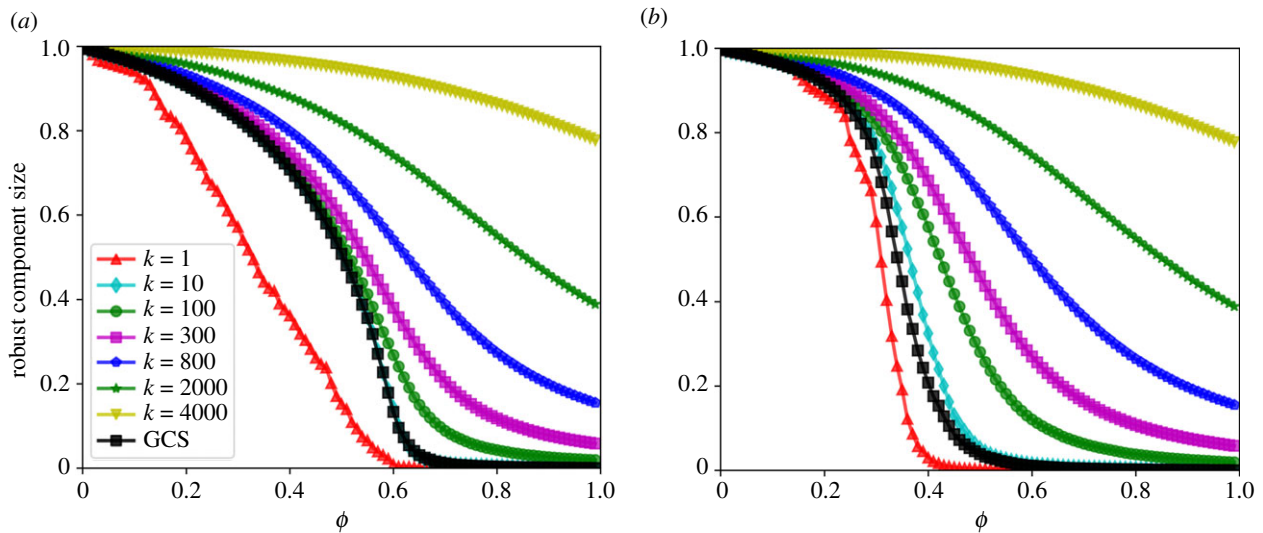 (a)
1.0
0.8
0.6
0.4
0.2
0
robust component size
k = 1
k = 10
k = 100
k = 300
k = 800
k = 2000
k = 4000
GCS
0 0.2 0.4 0.6 0.8 1.0
ϕ
(b)
1.0
0.8
0.6
0.4
0.2
0
0 0.2 0.4 0.6 0.8 1.0
ϕ